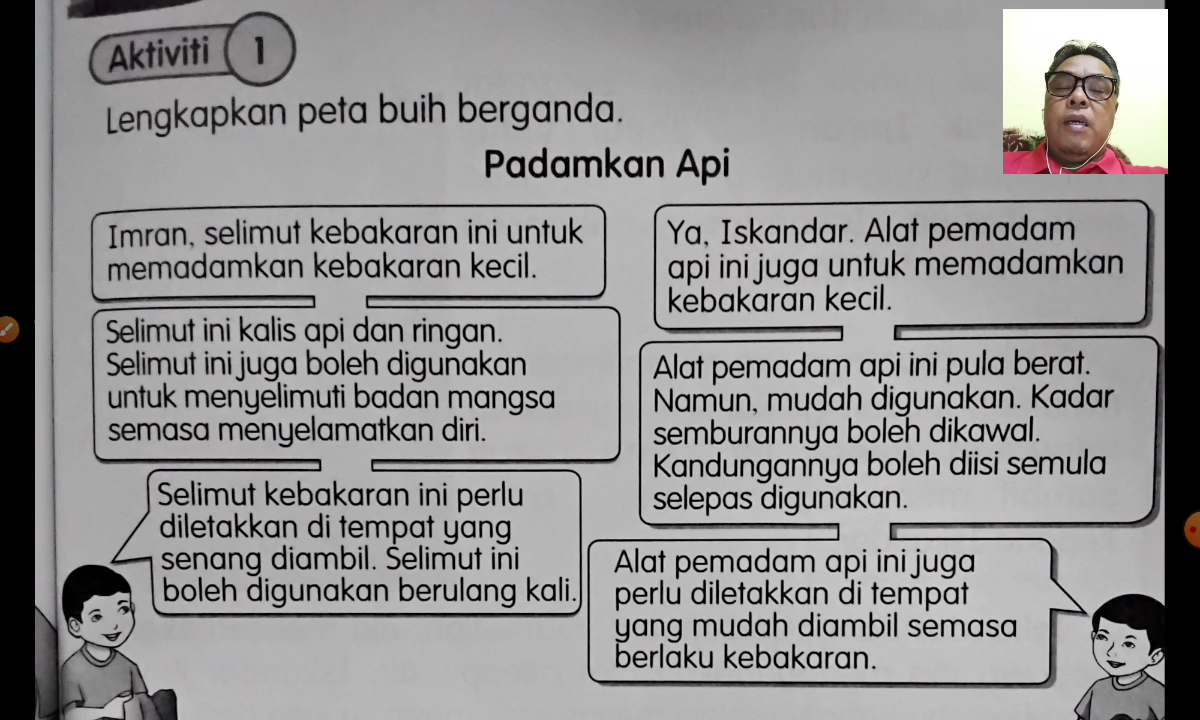 Aktiviti 1
Lengkapkan peta buih berganda.
Padamkan Api
Imran, selimut kebakaran ini untuk
memadamkan kebakaran kecil.
Selimut ini kalis api dan ringan.
Selimut ini juga boleh digunakan
untuk menyelimuti badan mangsa
semasa menyelamatkan diri.
Selimut kebakaran ini perlu
diletakkan di tempat yang
senang diambil. Selimut ini
boleh digunakan berulang kali.
Ya, Iskandar. Alat pemadam
api ini juga untuk memadamkan
kebakaran kecil.
Alat pemadam api ini pula berat.
Namun, mudah digunakan. Kadar
semburannya boleh dikawal.
Kandungannya boleh diisi semula
selepas digunakan.
Alat pemadam api ini juga
perlu diletakkan di tempat
yang mudah diambil semasa
berlaku kebakaran.